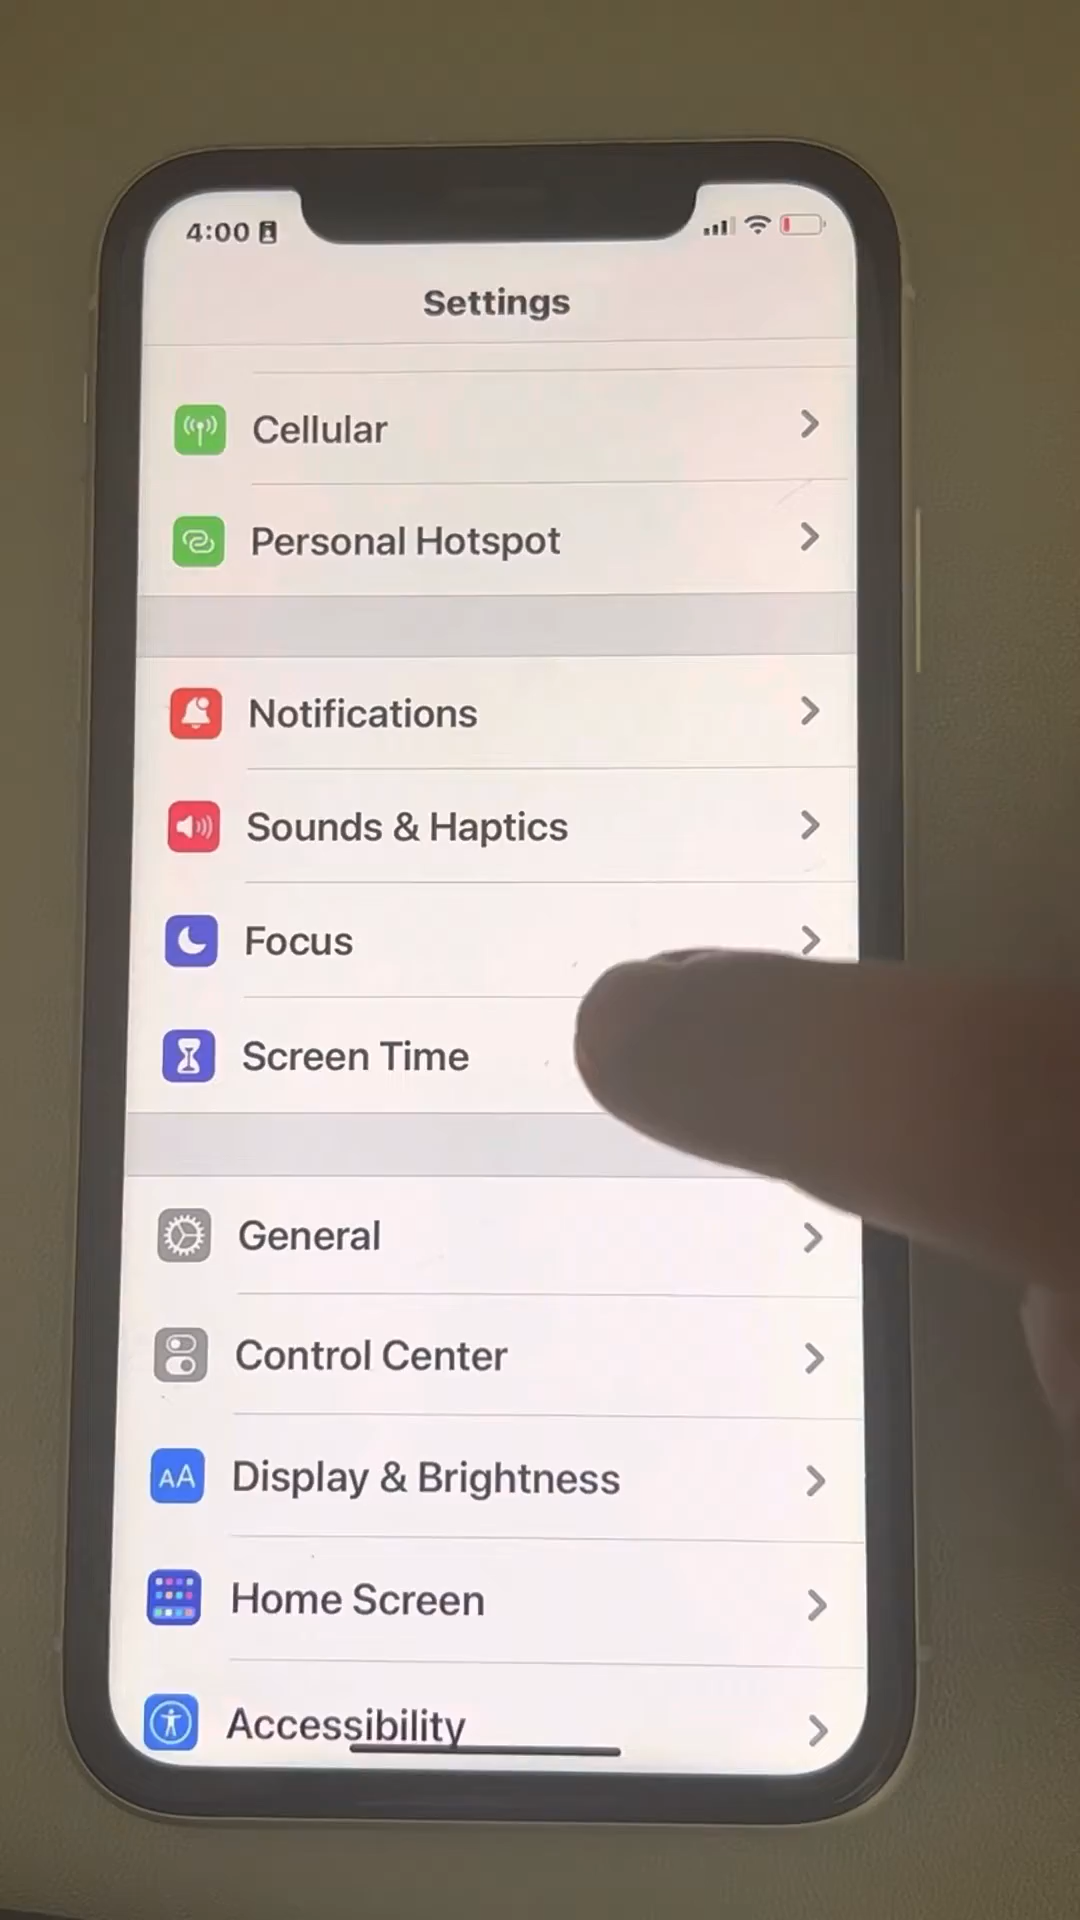 4:00
Settings
Cellular
Personal Hotspot
Notifications
Sounds & Haptics
Focus
Screen Time
General
Control Center
AA Display & Brightness
Home Screen
Accessibility